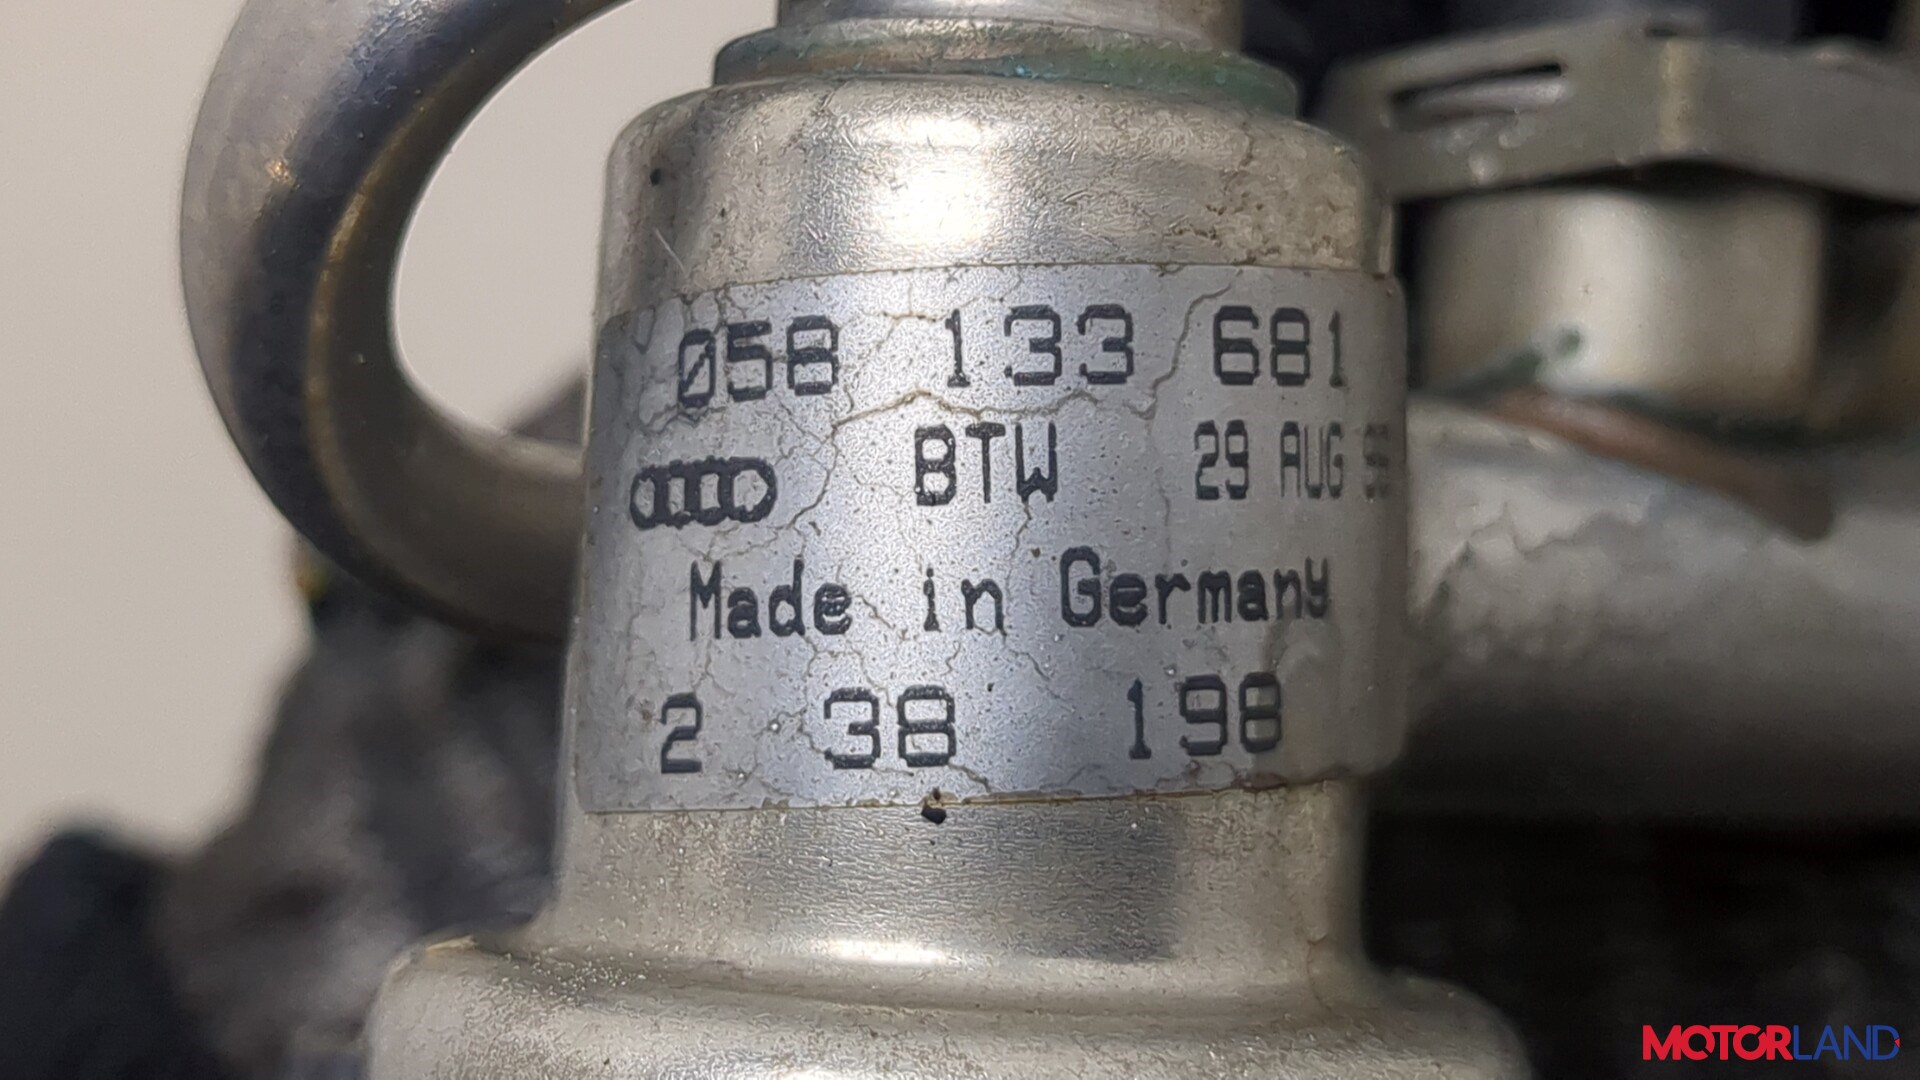 058 133 681
BTW 29 AUG
Made in Germany
2 38 198
MOTORLAND